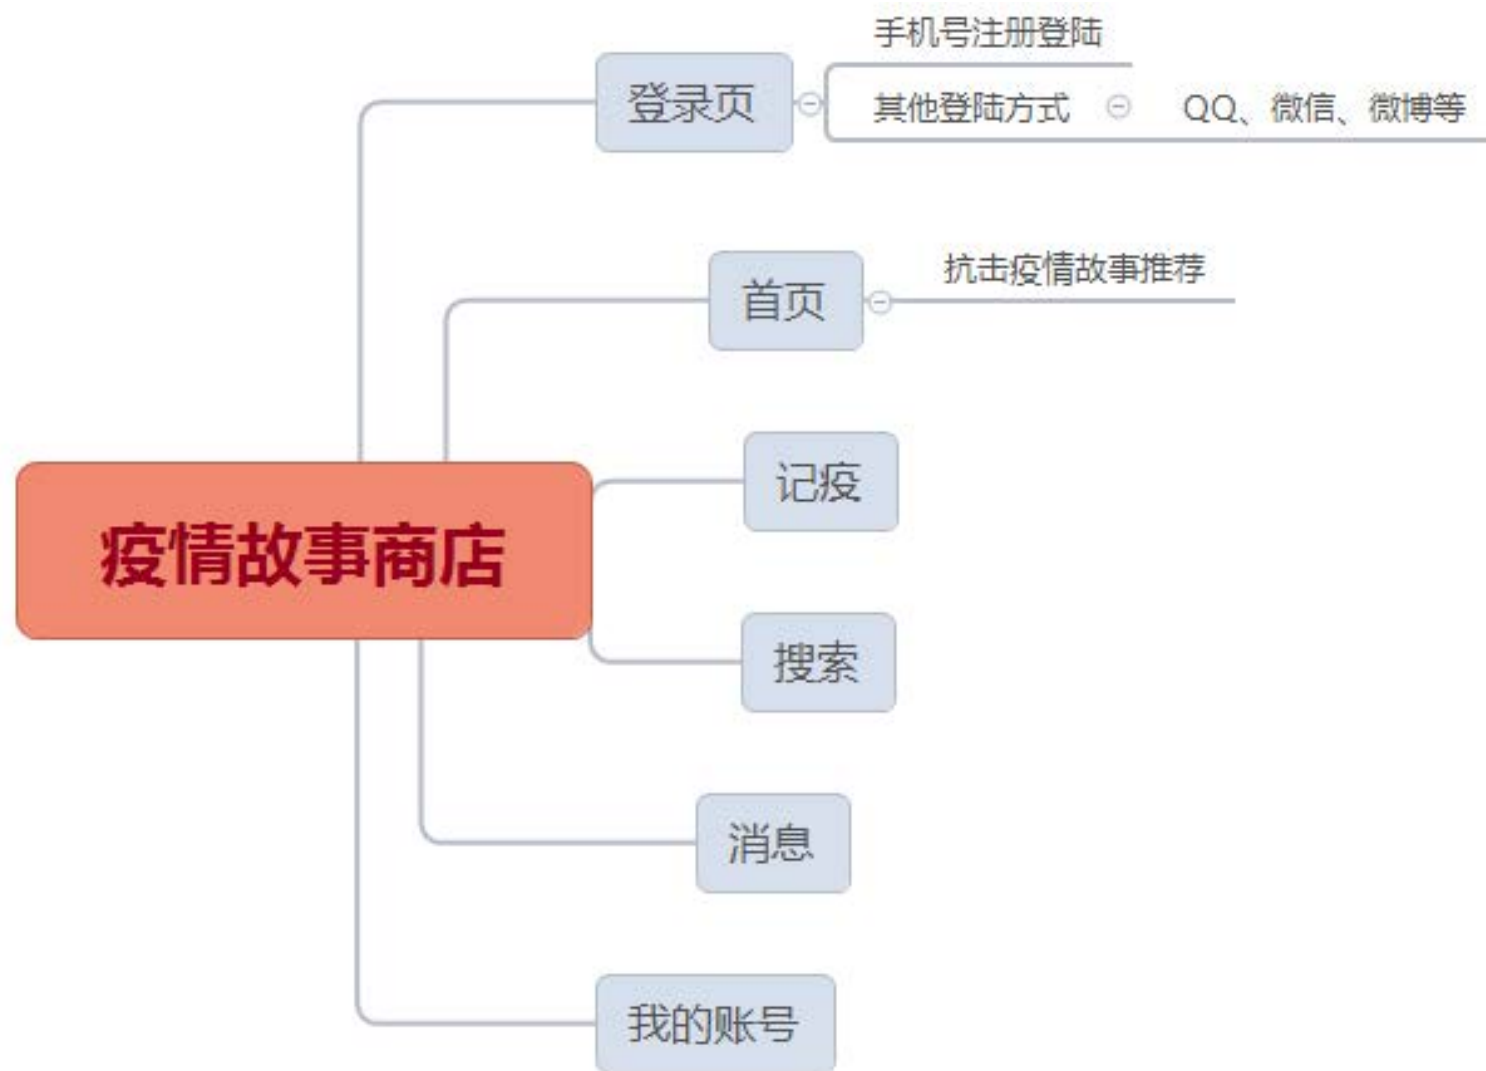 手机号注册登陆
登录页
其他登陆方式
QQ、微信、微博等
抗击疫情故事推荐
首页
记疫
疫情故事商店
搜索
消息
我的账号